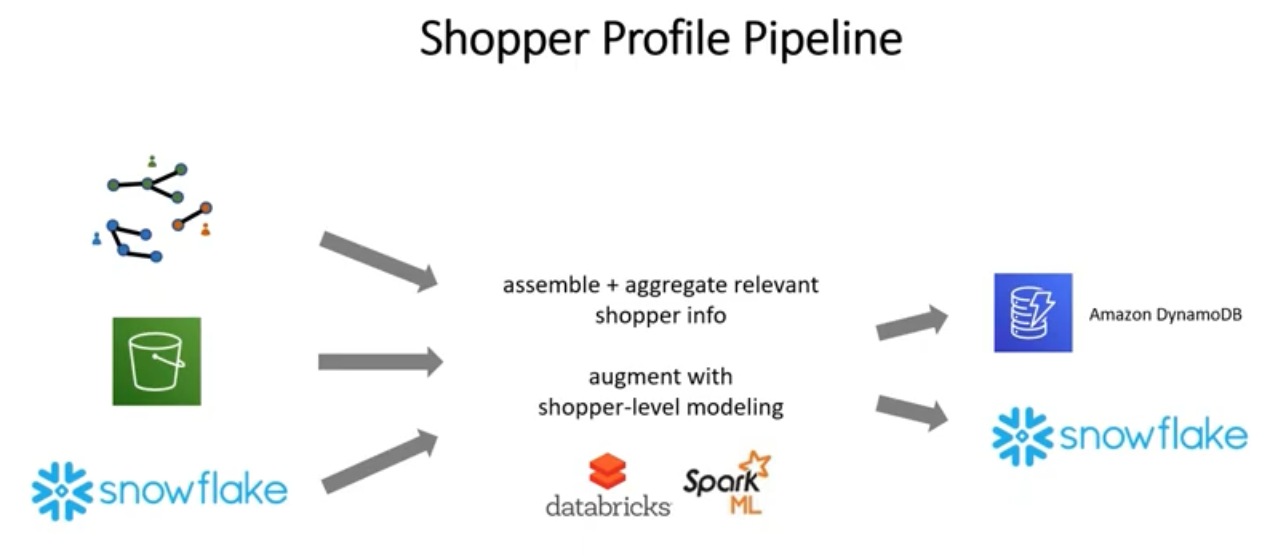 Shopper Profile Pipeline
assemble + aggregate relevant
shopper info
augment with
shopper-level modeling
databricks
Spark
ML
snowflake
Amazon DynamoDB
snowflake